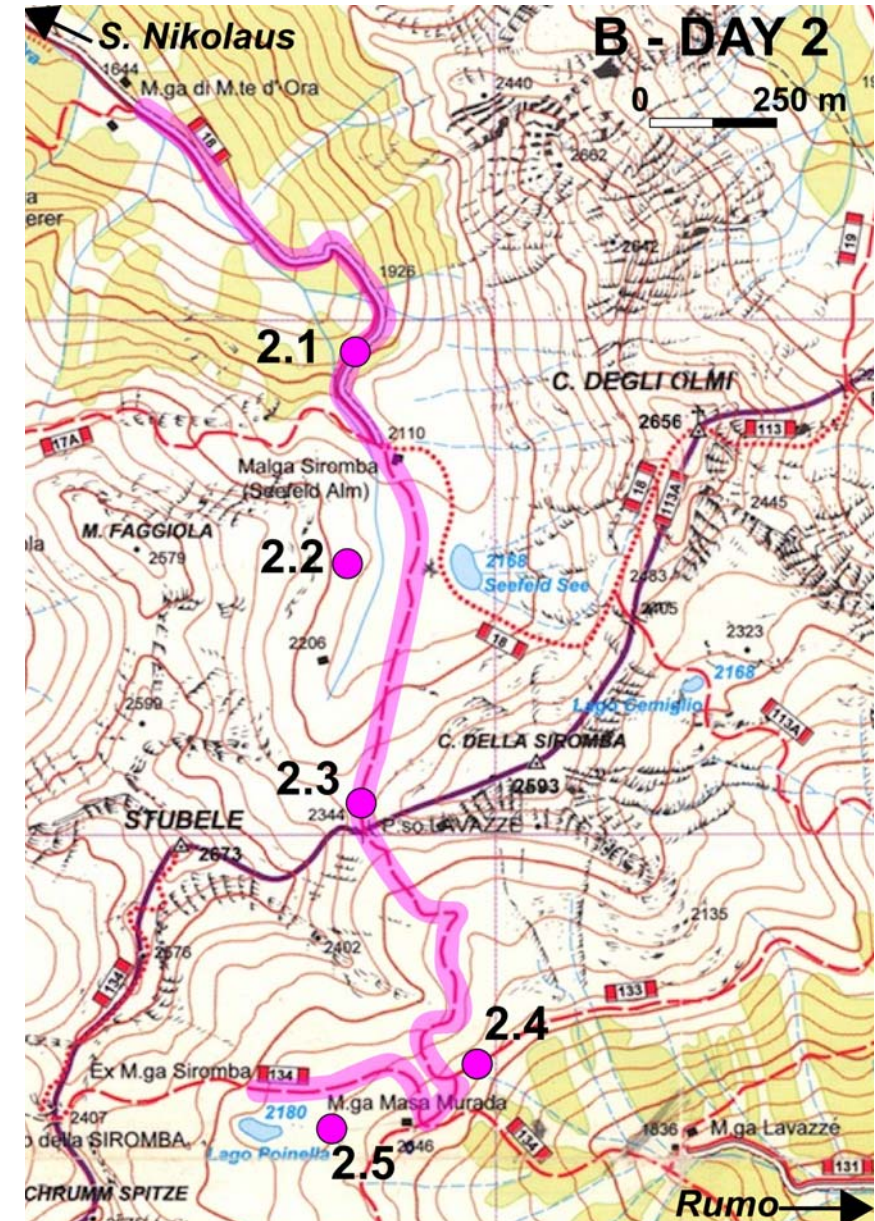 B - DAY 2
0 250 m
S. Nikolaus
1644
M.ga di M.te d'Ora
18
2440
2662
2642
19
erer
1926
2.1
C. DEGLI OLMI
2656
113
17A
2110
Malga Siromba
(Seefeld Alm)
18
113A
2445
M. FAGGIOLA
2579
2.2
2168
Seefeld See
2483
2405
2206
18
2323
2168
Lago Cemiglio
113A
2599
C. DELLA SIROMBA
2593
2.3
2344
P.so LAVAZZE
STUBELE
2673
2135
2402
2576
134
133
2.4
Ex M.ga Siromba
134
M.ga Masa Murada
2407
2180
Lago Poinella
2046
134
1836
M.ga Lavazzé
o della SIROMBA
2.5
131
CHRUMM SPITZE
Rumo